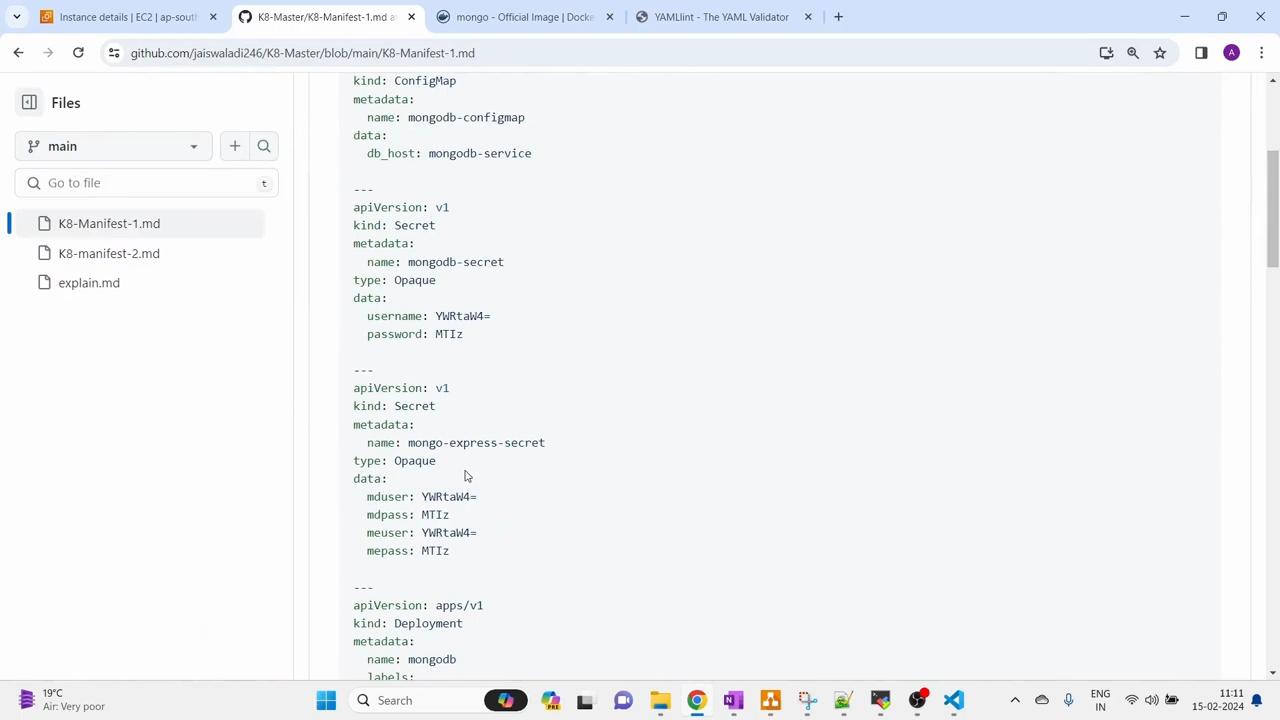 Instance details | EC2 | ap-sout
K8-Master/K8-Manifest-1.md a
mongo - Official Image | Docke
YAMLlint - The YAML Validator
github.com/jaiswaladi246/K8-Master/blob/main/K8-Manifest-1.md
A
Files
main
Go to file
t
K8-Manifest-1.md
K8-manifest-2.md
explain.md
kind: ConfigMap
metadata:
name: mongodb-configmap
data:
db_host: mongodb-service
---
apiVersion: v1
kind: Secret
metadata:
name: mongodb-secret
type: Opaque
data:
username: YWRtaW4=
password: MTIz
---
apiVersion: v1
kind: Secret
metadata:
name: mongo-express-secret
type: Opaque
data:
mduser: YWRtaW4=
mdpass: MTIz
meuser: YWRtaW4=
mepass: MTIz
---
apiVersion: apps/v1
kind: Deployment
metadata:
name: mongodb
labels:
19°C
Air: Very poor
Search
ENG
IN
11:11
15-02-2024